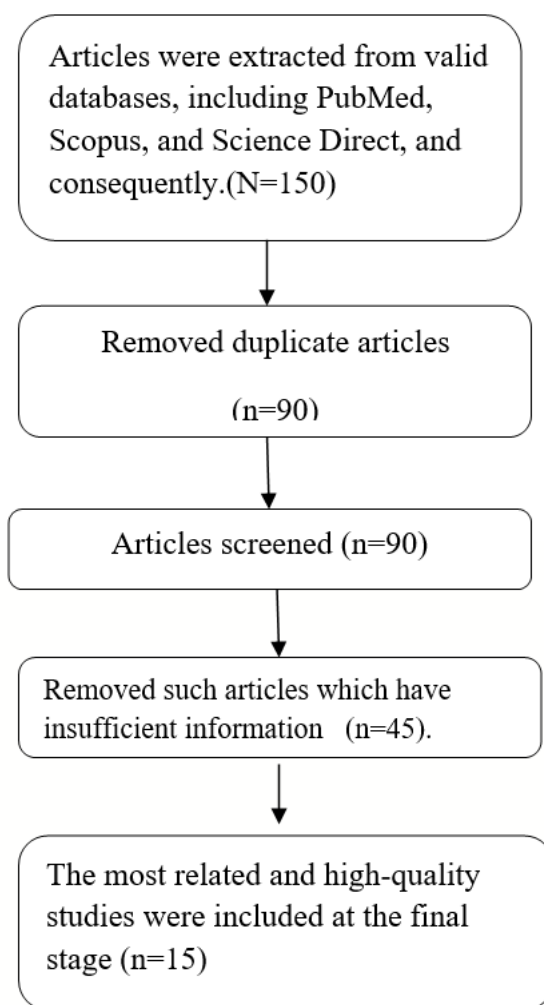 Articles were extracted from valid
databases, including PubMed,
Scopus, and Science Direct, and
consequently.(N=150)
Removed duplicate articles
(n=90)
Articles screened (n=90)
Removed such articles which have
insufficient information (n=45).
The most related and high-quality
studies were included at the final
stage (n=15)